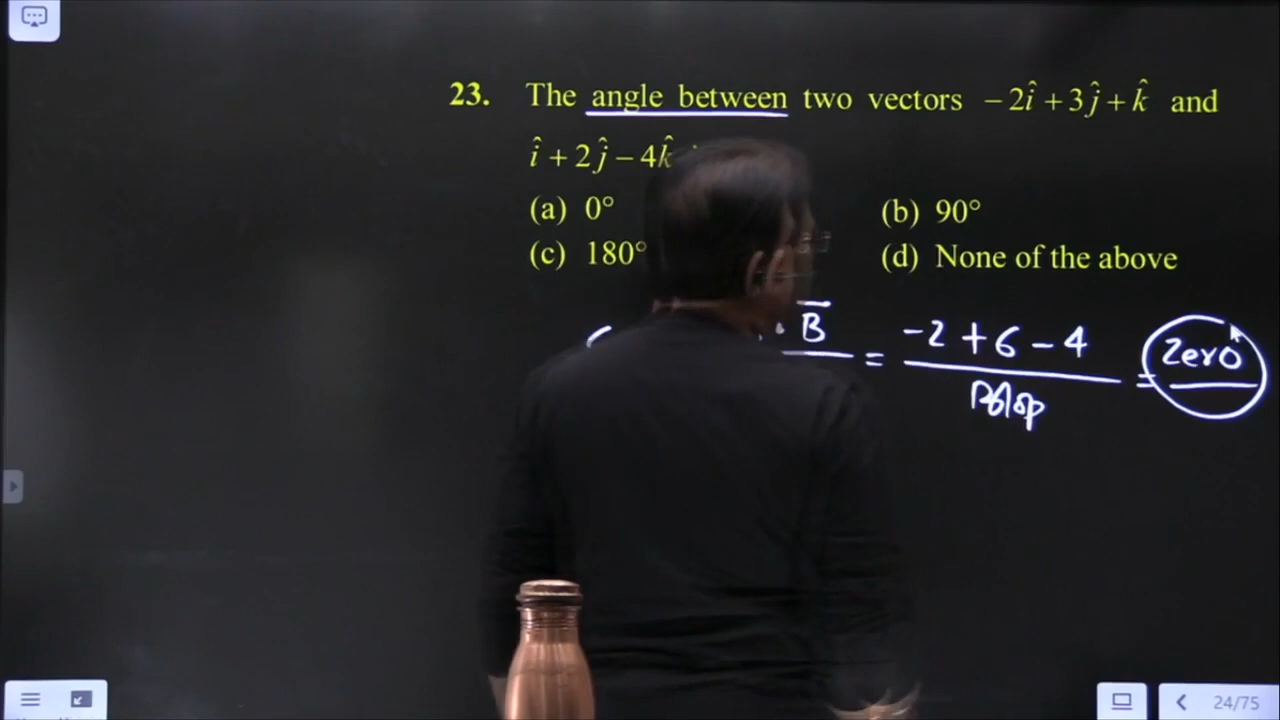 23. The angle between two vectors −2î + 3ĵ + k̂ and
î + 2ĵ − 4k̂
(a) 0°
(b) 90°
(c) 180°
(d) None of the above
· B̅ = -2 + 6 - 4 = Zero
24/75